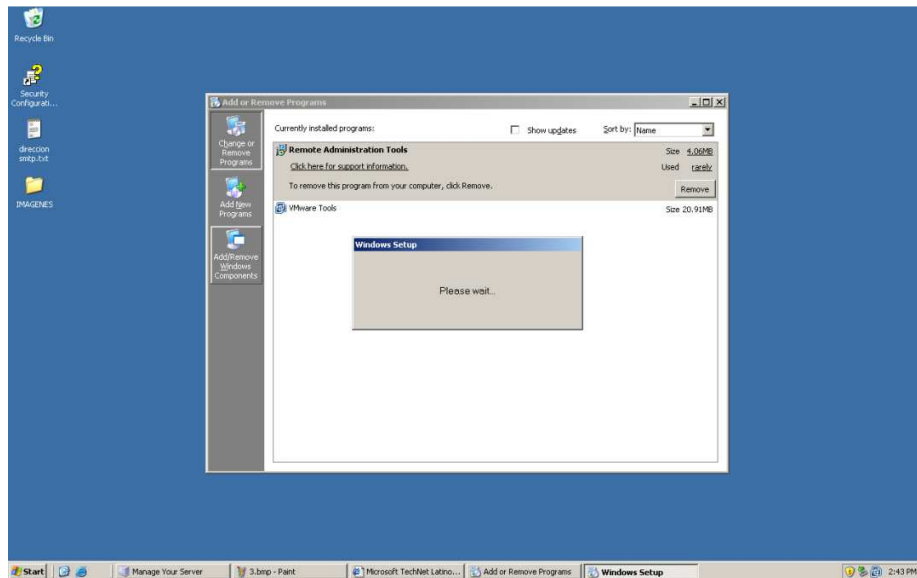 Recycle Bin
Security
Configurati...
direccion
smtp.txt
IMAGENES
Add or Remove Programs
Change or
Remove
Programs
Add New
Programs
Add/Remove
Windows
Components
Currently installed programs:
Show updates
Sort by: Name
Remote Administration Tools
Size 4.06MB
Click here for support information.
Used rarely
To remove this program from your computer, click Remove.
Remove
VMware Tools
Size 20.91MB
Windows Setup
Please wait...
Start
Manage Your Server
3.bmp - Paint
Microsoft TechNet Latino...
Add or Remove Programs
Windows Setup
2:43 PM